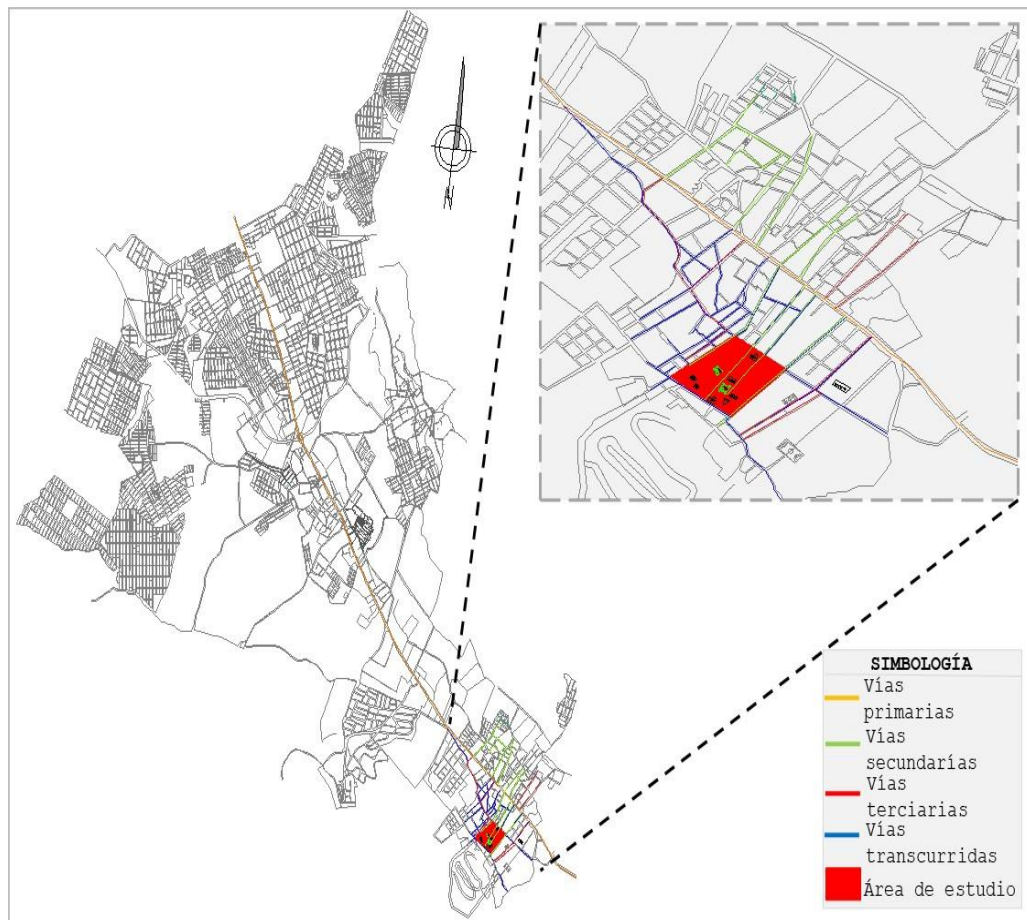 N
SIMBOLOGÍA
Vías
primarias
Vías
secundarías
Vías
terciarias
Vías
transcurridas
Área de estudio